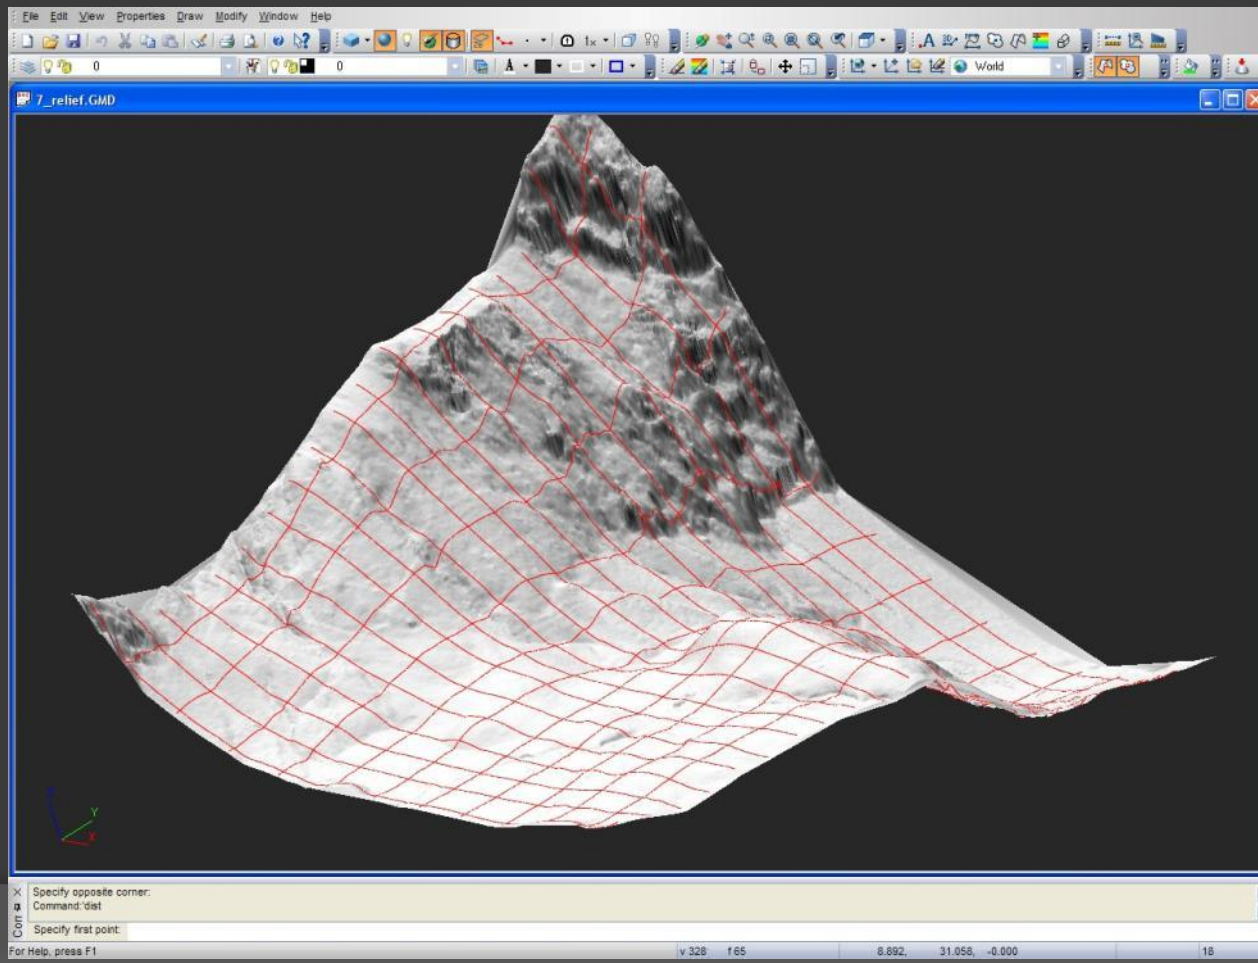 File Edit View Properties Draw Modify Window Help
0 0 World
7_relief.GMD
Z
Y
X
Specify opposite corner:
Command:'dist
Specify first point:
For Help, press F1 v 328 f 65 8.892, 31.058, -0.000 18